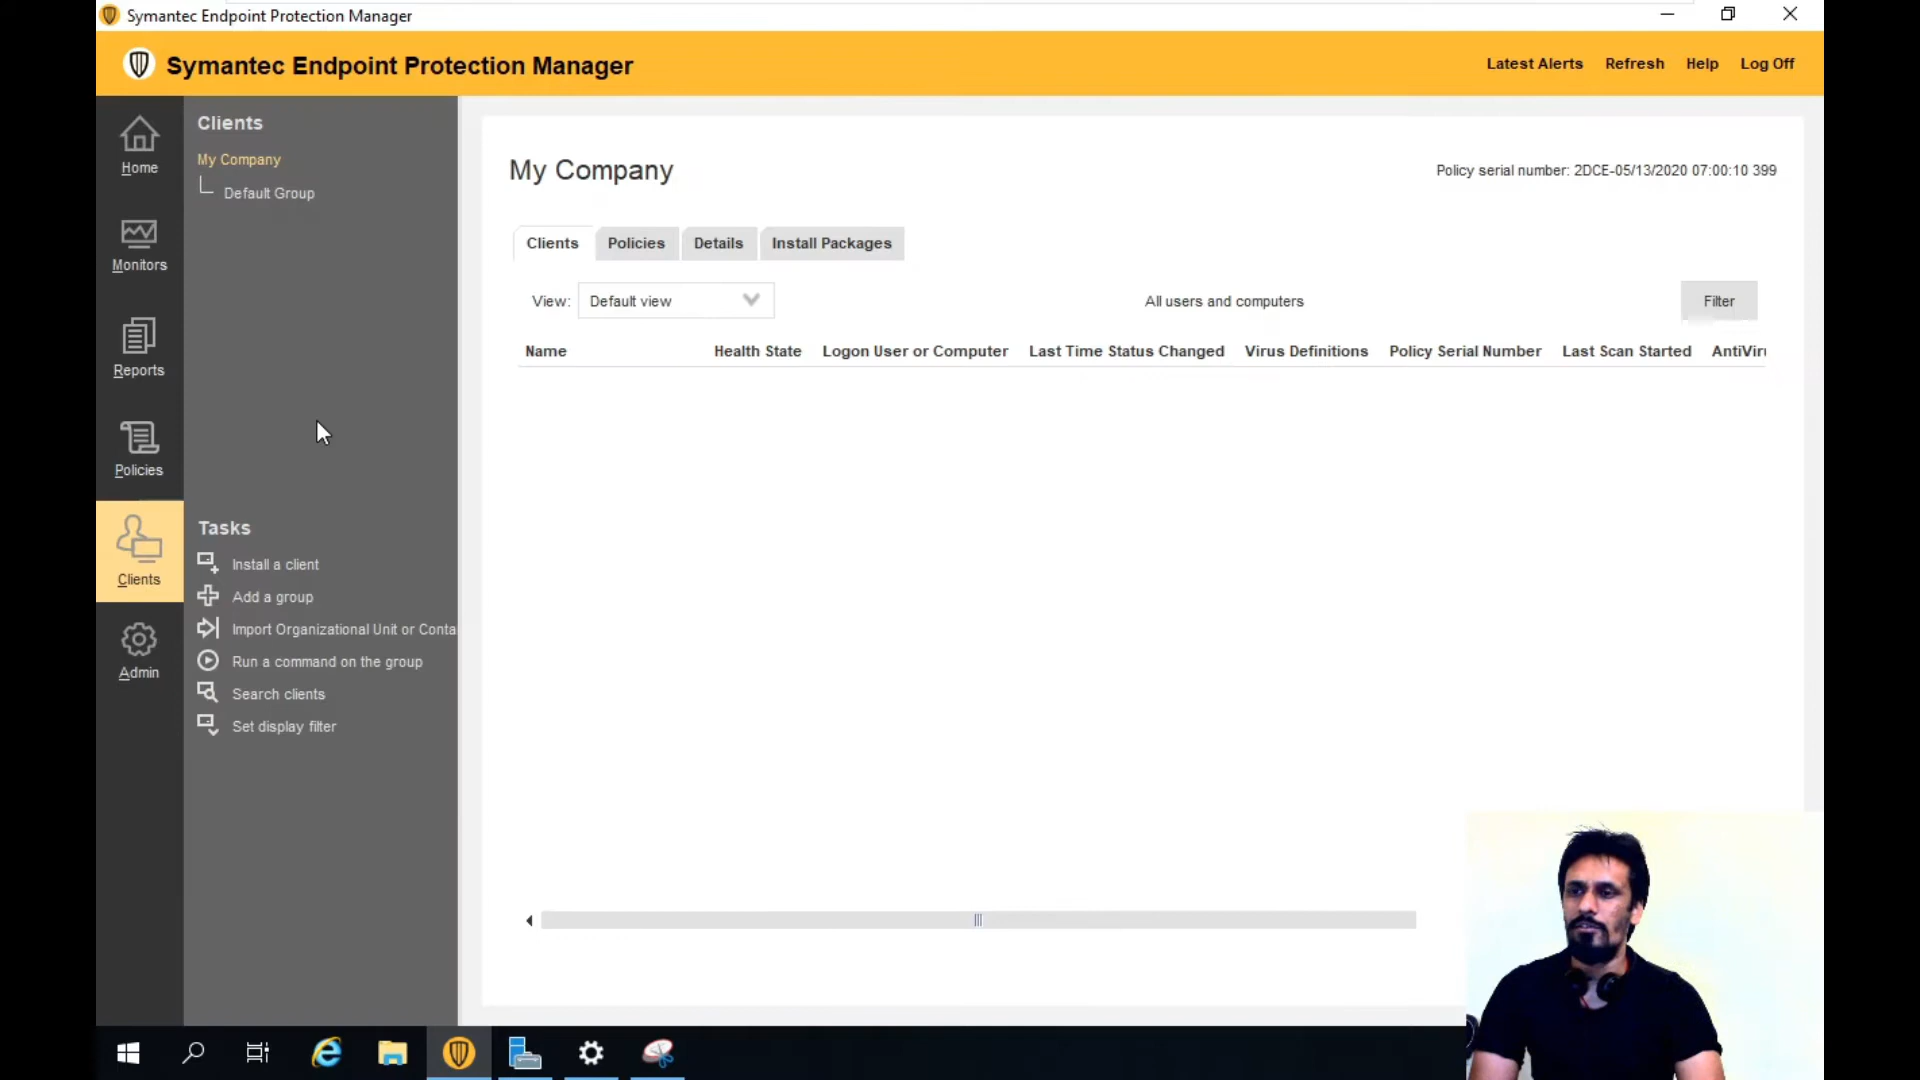 Symantec Endpoint Protection Manager
Symantec Endpoint Protection Manager
Latest Alerts Refresh Help Log Off
Home
Monitors
Reports
Policies
Clients
Admin
Clients
My Company
Default Group
Tasks
Install a client
Add a group
Import Organizational Unit or Conta
Run a command on the group
Search clients
Set display filter
My Company
Policy serial number: 2DCE-05/13/2020 07:00:10 399
Clients Policies Details Install Packages
View: Default view All users and computers Filter
Name Health State Logon User or Computer Last Time Status Changed Virus Definitions Policy Serial Number Last Scan Started AntiViru